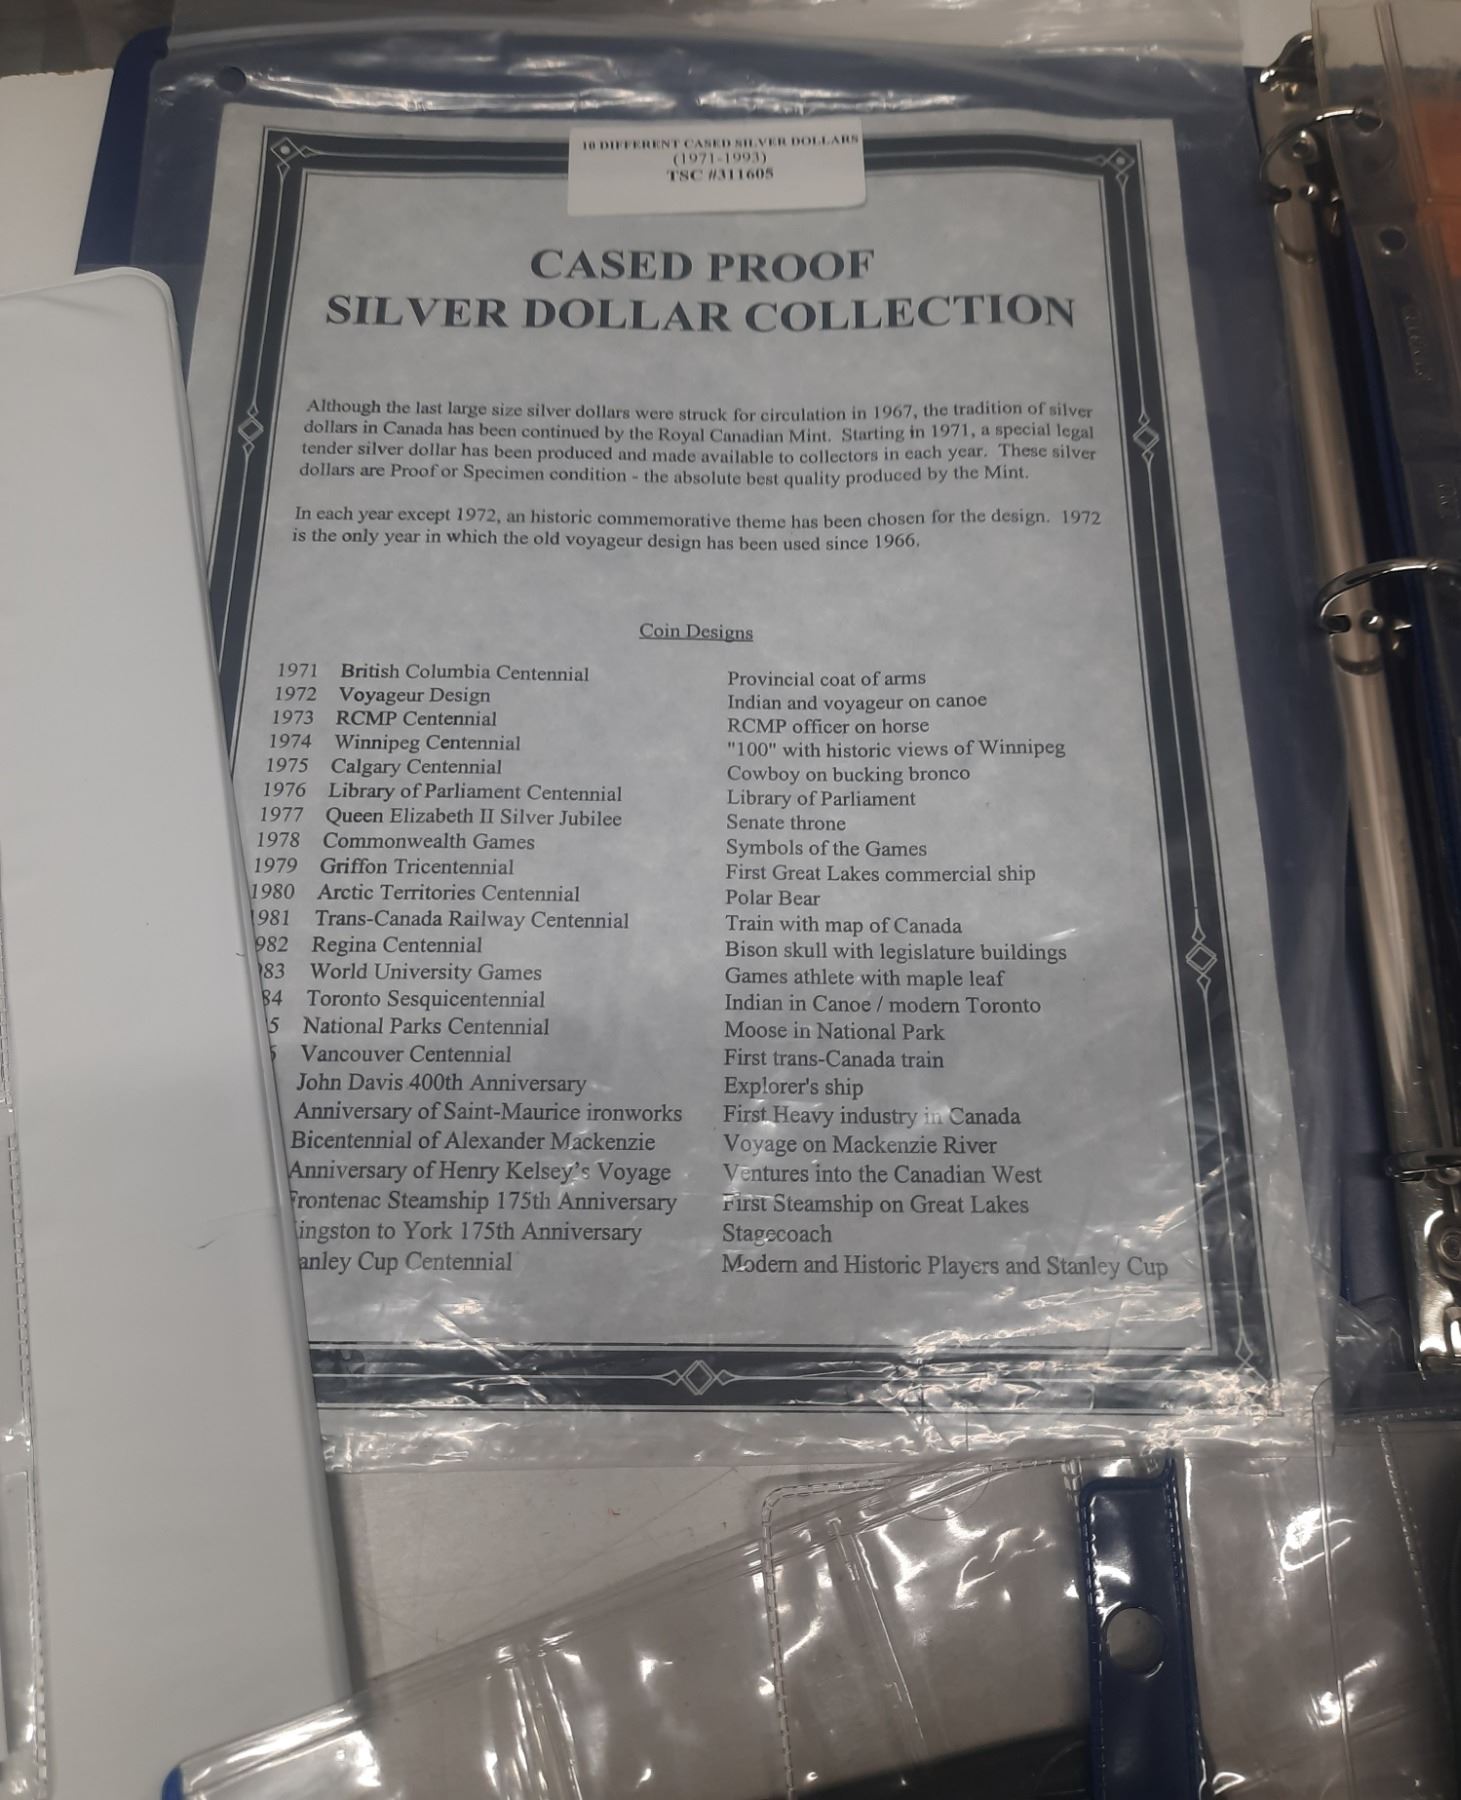 10 DIFFERENT CASED SILVER DOLLARS
(1971-1993)
TSC #311605
CASED PROOF
SILVER DOLLAR COLLECTION
Although the last large size silver dollars were struck for circulation in 1967, the tradition of silver
dollars in Canada has been continued by the Royal Canadian Mint. Starting in 1971, a special legal
tender silver dollar has been produced and made available to collectors in each year. These silver
dollars are Proof or Specimen condition - the absolute best quality produced by the Mint.
In each year except 1972, an historic commemorative theme has been chosen for the design. 1972
is the only year in which the old voyageur design has been used since 1966.
Coin Designs
1971 British Columbia Centennial Provincial coat of arms
1972 Voyageur Design Indian and voyageur on canoe
1973 RCMP Centennial RCMP officer on horse
1974 Winnipeg Centennial "100" with historic views of Winnipeg
1975 Calgary Centennial Cowboy on bucking bronco
1976 Library of Parliament Centennial Library of Parliament
1977 Queen Elizabeth II Silver Jubilee Senate throne
1978 Commonwealth Games Symbols of the Games
1979 Griffon Tricentennial First Great Lakes commercial ship
1980 Arctic Territories Centennial Polar Bear
1981 Trans-Canada Railway Centennial Train with map of Canada
982 Regina Centennial Bison skull with legislature buildings
83 World University Games Games athlete with maple leaf
84 Toronto Sesquicentennial Indian in Canoe / modern Toronto
5 National Parks Centennial Moose in National Park
Vancouver Centennial First trans-Canada train
John Davis 400th Anniversary Explorer's ship
Anniversary of Saint-Maurice ironworks First Heavy industry in Canada
Bicentennial of Alexander Mackenzie Voyage on Mackenzie River
Anniversary of Henry Kelsey's Voyage Ventures into the Canadian West
Frontenac Steamship 175th Anniversary First Steamship on Great Lakes
ingston to York 175th Anniversary Stagecoach
anley Cup Centennial Modern and Historic Players and Stanley Cup